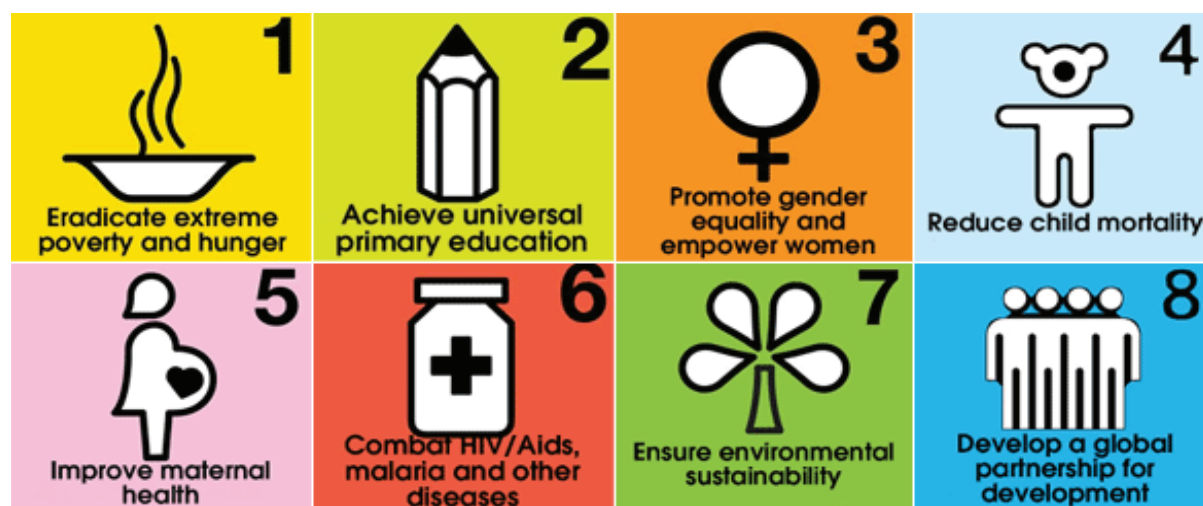 1
Eradicate extreme
poverty and hunger
2
Achieve universal
primary education
3
Promote gender
equality and
empower women
4
Reduce child mortality
5
Improve maternal
health
6
Combat HIV/Aids,
malaria and other
diseases
7
Ensure environmental
sustainability
8
Develop a global
partnership for
development